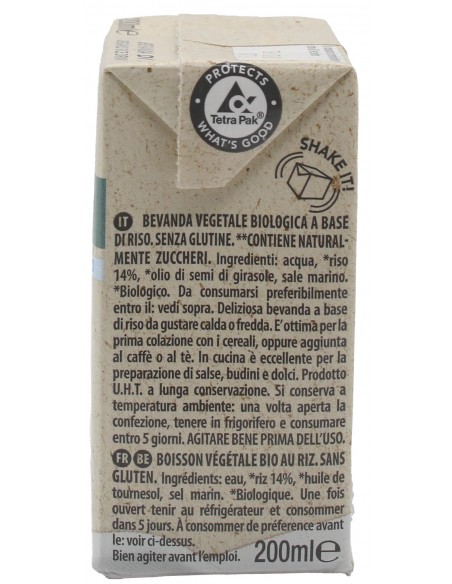 PROTECTS
Tetra Pak®
WHAT'S GOOD
SHAKE IT!
IT BEVANDA VEGETALE BIOLOGICA A BASE
DI RISO. SENZA GLUTINE. **CONTIENE NATURAL-
MENTE ZUCCHERI. Ingredienti: acqua, *riso
14%, *olio di semi di girasole, sale marino.
*Biologico. Da consumarsi preferibilmente
entro il: vedi sopra. Deliziosa bevanda a base
di riso da gustare calda o fredda. E'ottima per la
prima colazione con i cereali, oppure aggiunta
al caffè o al tè. In cucina è eccellente per la
preparazione di salse, budini e dolci. Prodotto
U.H.T. a lunga conservazione. Si conserva a
temperatura ambiente: una volta aperta la
confezione, tenere in frigorifero e consumare
entro 5 giorni. AGITARE BENE PRIMA DELL'USO.
FR BE BOISSON VÉGÉTALE BIO AU RIZ. SANS
GLUTEN. Ingrédients: eau, *riz 14%, *huile de
tournesol, sel marin. *Biologique. Une fois
ouvert tenir au réfrigérateur et consommer
dans 5 jours. À consommer de préference avant
le: voir ci-dessus.
Bien agiter avant l'emploi. 200ml℮